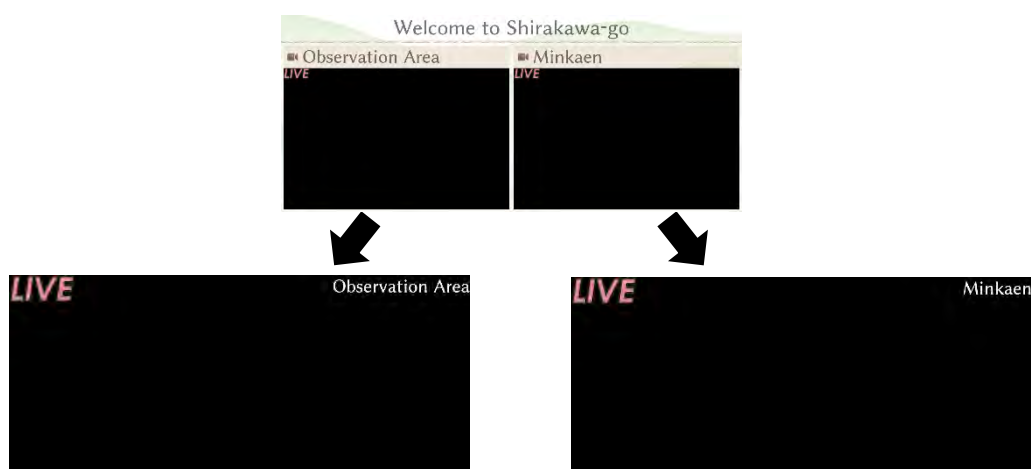 Welcome to Shirakawa-go
Observation Area
Minkaen
LIVE
LIVE
LIVE
Observation Area
LIVE
Minkaen